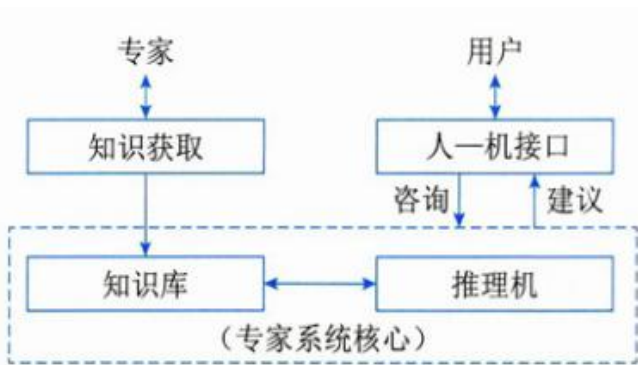 专家 用户
知识获取 人—机接口
咨询 建议
知识库 推理机
（专家系统核心）